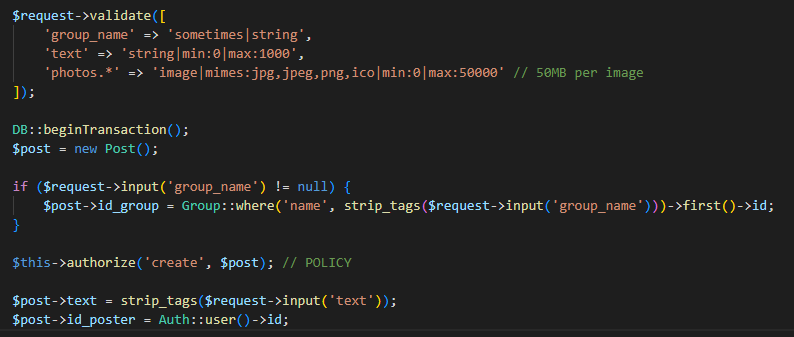 $request->validate([
'group_name' => 'sometimes|string',
'text' => 'string|min:0|max:1000',
'photos.*' => 'image|mimes:jpg,jpeg,png,ico|min:0|max:50000' // 50MB per image
]);
DB::beginTransaction();
$post = new Post();
if ($request->input('group_name') != null) {
$post->id_group = Group::where('name', strip_tags($request->input('group_name')))->first()->id;
}
$this->authorize('create', $post); // POLICY
$post->text = strip_tags($request->input('text'));
$post->id_poster = Auth::user()->id;